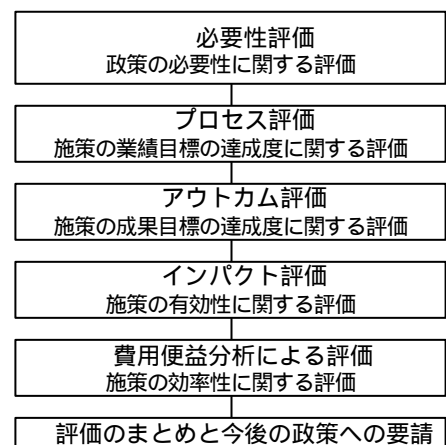 必要性評価
政策の必要性に関する評価
プロセス評価
施策の業績目標の達成度に関する評価
アウトカム評価
施策の成果目標の達成度に関する評価
インパクト評価
施策の有効性に関する評価
費用便益分析による評価
施策の効率性に関する評価
評価のまとめと今後の政策への要請